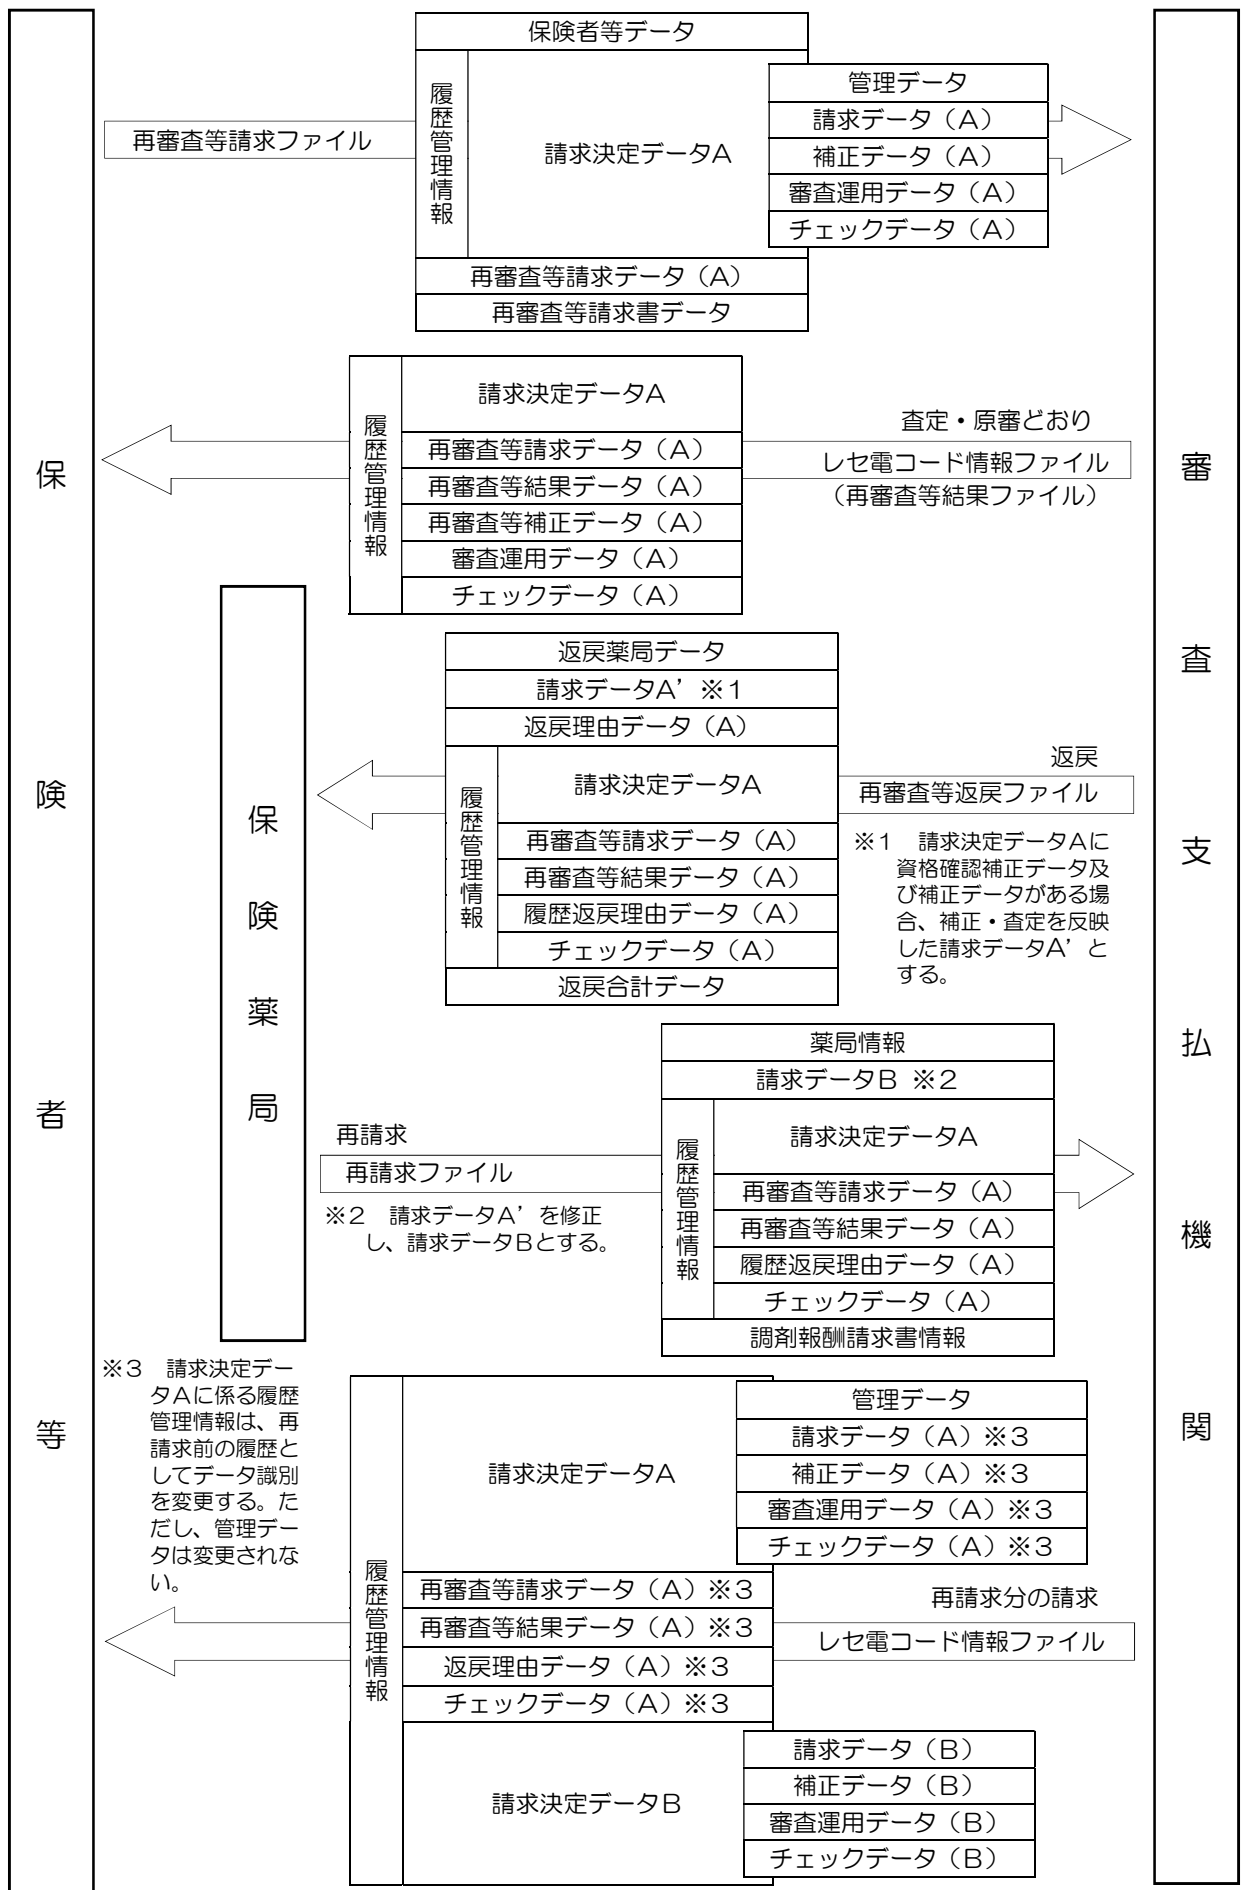 保険者等データ
履歴管理情報
請求決定データA
管理データ
請求データ（A）
補正データ（A）
審査運用データ（A）
チェックデータ（A）
再審査等請求ファイル
再審査等請求データ（A）
再審査等請求書データ
履歴管理情報
請求決定データA
再審査等請求データ（A）
再審査等結果データ（A）
再審査等補正データ（A）
審査運用データ（A）
チェックデータ（A）
査定・原審どおり
レセ電コード情報ファイル
（再審査等結果ファイル）
保険者等
審査支払機関
保険薬局
返戻薬局データ
請求データA’ ※1
返戻理由データ（A）
履歴管理情報
請求決定データA
再審査等請求データ（A）
再審査等結果データ（A）
履歴返戻理由データ（A）
チェックデータ（A）
返戻合計データ
返戻
再審査等返戻ファイル
※1　請求決定データAに
資格確認補正データ及
び補正データがある場
合、補正・査定を反映
した請求データA’と
する。
薬局情報
請求データB ※2
履歴管理情報
請求決定データA
再審査等請求データ（A）
再審査等結果データ（A）
履歴返戻理由データ（A）
チェックデータ（A）
調剤報酬請求書情報
再請求
再請求ファイル
※2　請求データA’を修正
し、請求データBとする。
※3　請求決定デー
タAに係る履歴
管理情報は、再
請求前の履歴と
してデータ識別
を変更する。た
だし、管理デー
タは変更されな
い。
履歴管理情報
請求決定データA
管理データ
請求データ（A）※3
補正データ（A）※3
審査運用データ（A）※3
チェックデータ（A）※3
再審査等請求データ（A）※3
再審査等結果データ（A）※3
返戻理由データ（A）※3
チェックデータ（A）※3
再請求分の請求
レセ電コード情報ファイル
請求決定データB
請求データ（B）
補正データ（B）
審査運用データ（B）
チェックデータ（B）